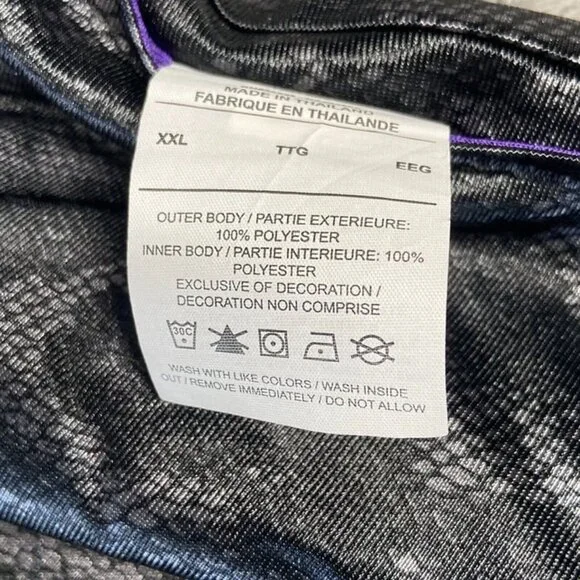 MADE IN THAILAND
FABRIQUE EN THAILANDE
XXL TTG EEG
OUTER BODY / PARTIE EXTERIEURE:
100% POLYESTER
INNER BODY / PARTIE INTERIEURE: 100%
POLYESTER
EXCLUSIVE OF DECORATION /
DECORATION NON COMPRISE
30C
WASH WITH LIKE COLORS / WASH INSIDE
OUT / REMOVE IMMEDIATELY / DO NOT ALLOW